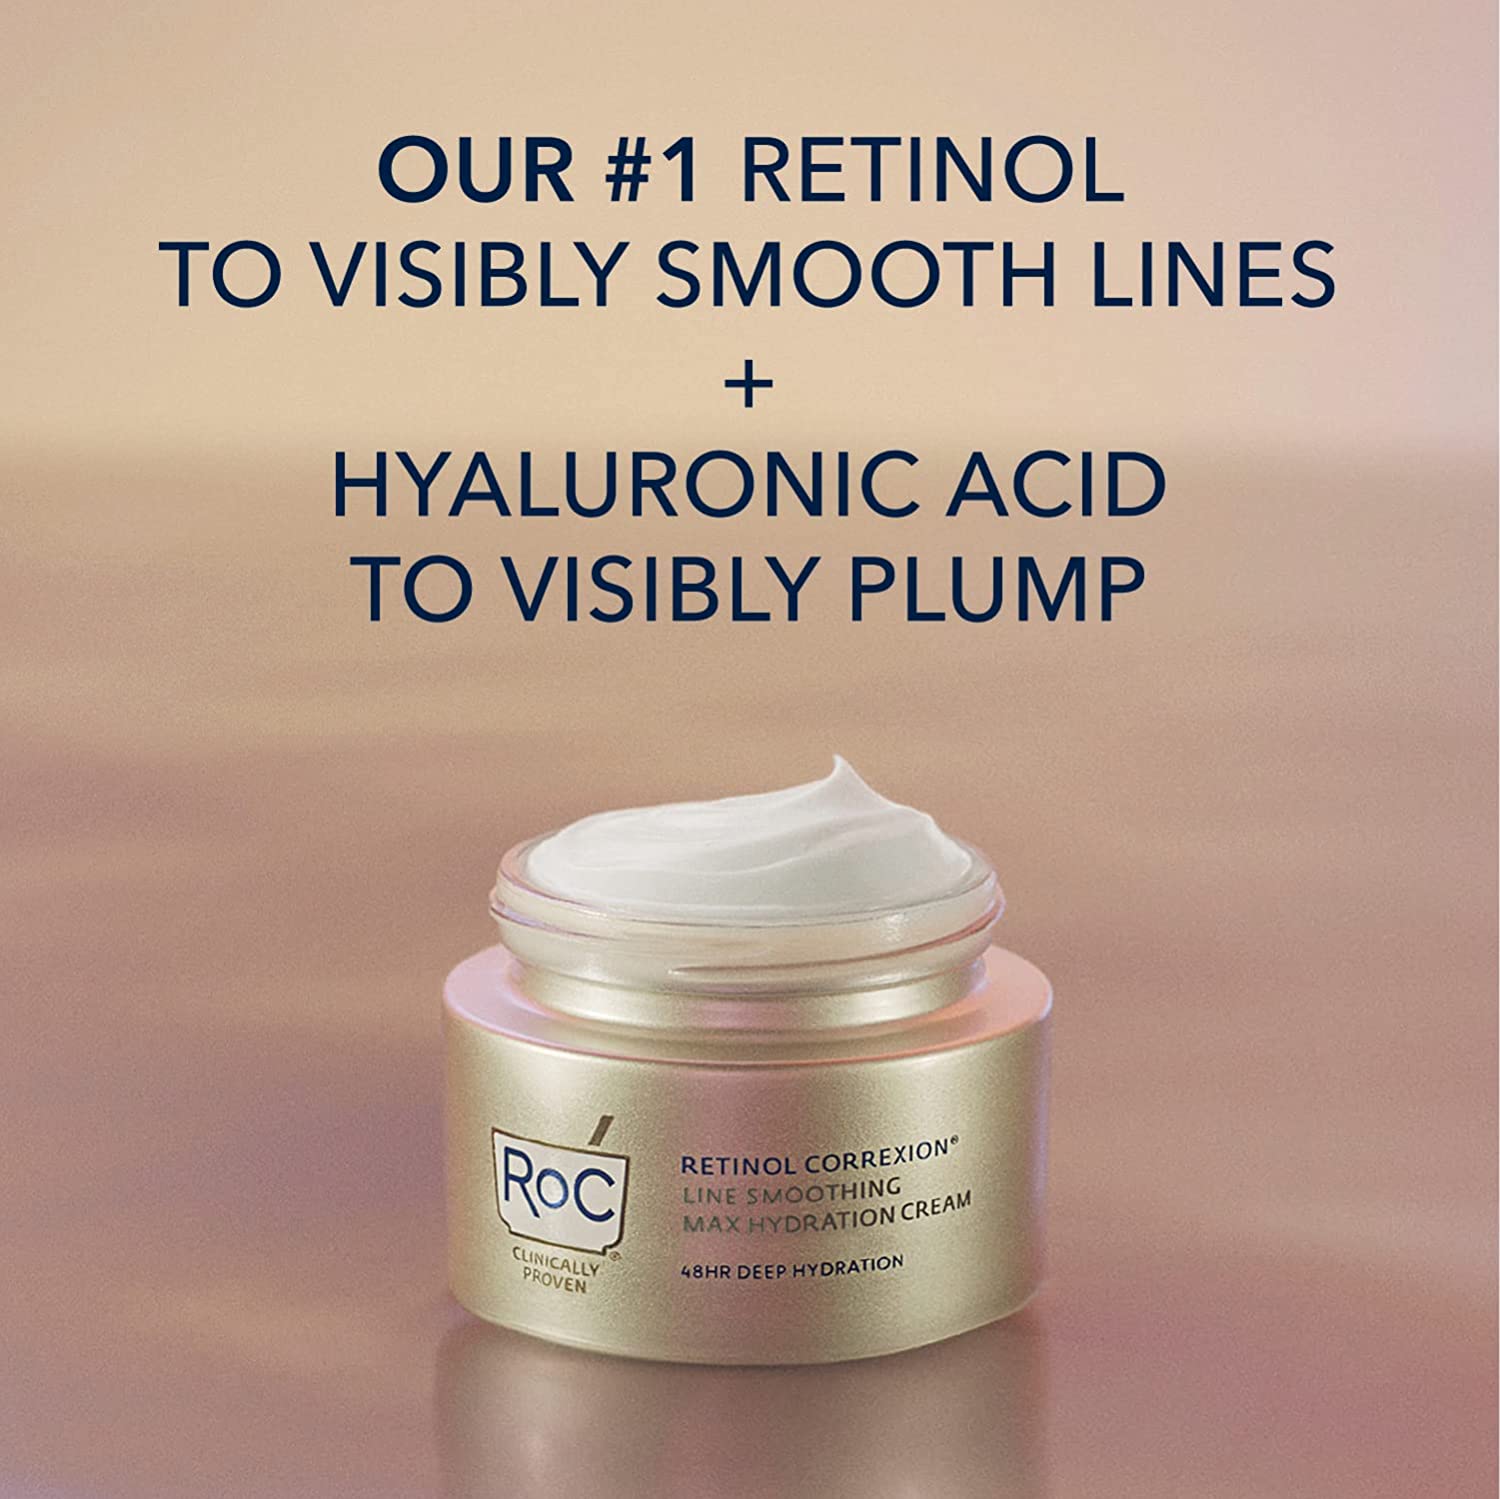 OUR #1 RETINOL
TO VISIBLY SMOOTH LINES
+
HYALURONIC ACID
TO VISIBLY PLUMP
RoC®
CLINICALLY
PROVEN
RETINOL CORREXION®
LINE SMOOTHING
MAX HYDRATION CREAM
48HR DEEP HYDRATION